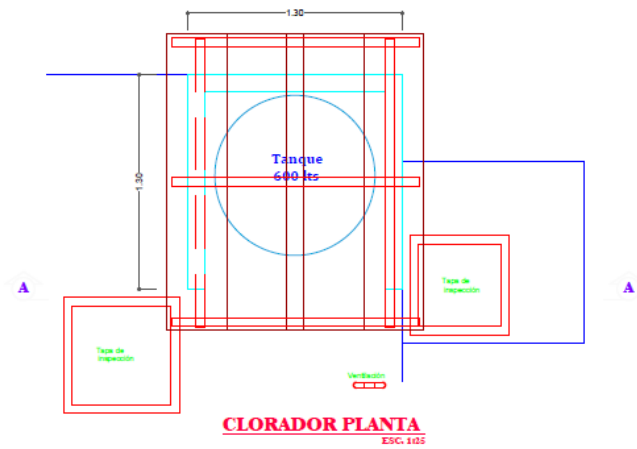 1.30
Tanque
600 lts
1.30
A
A
Tapa de
inspección
Tapa de
inspección
Ventilación
CLORADOR PLANTA
ESC. 1:25